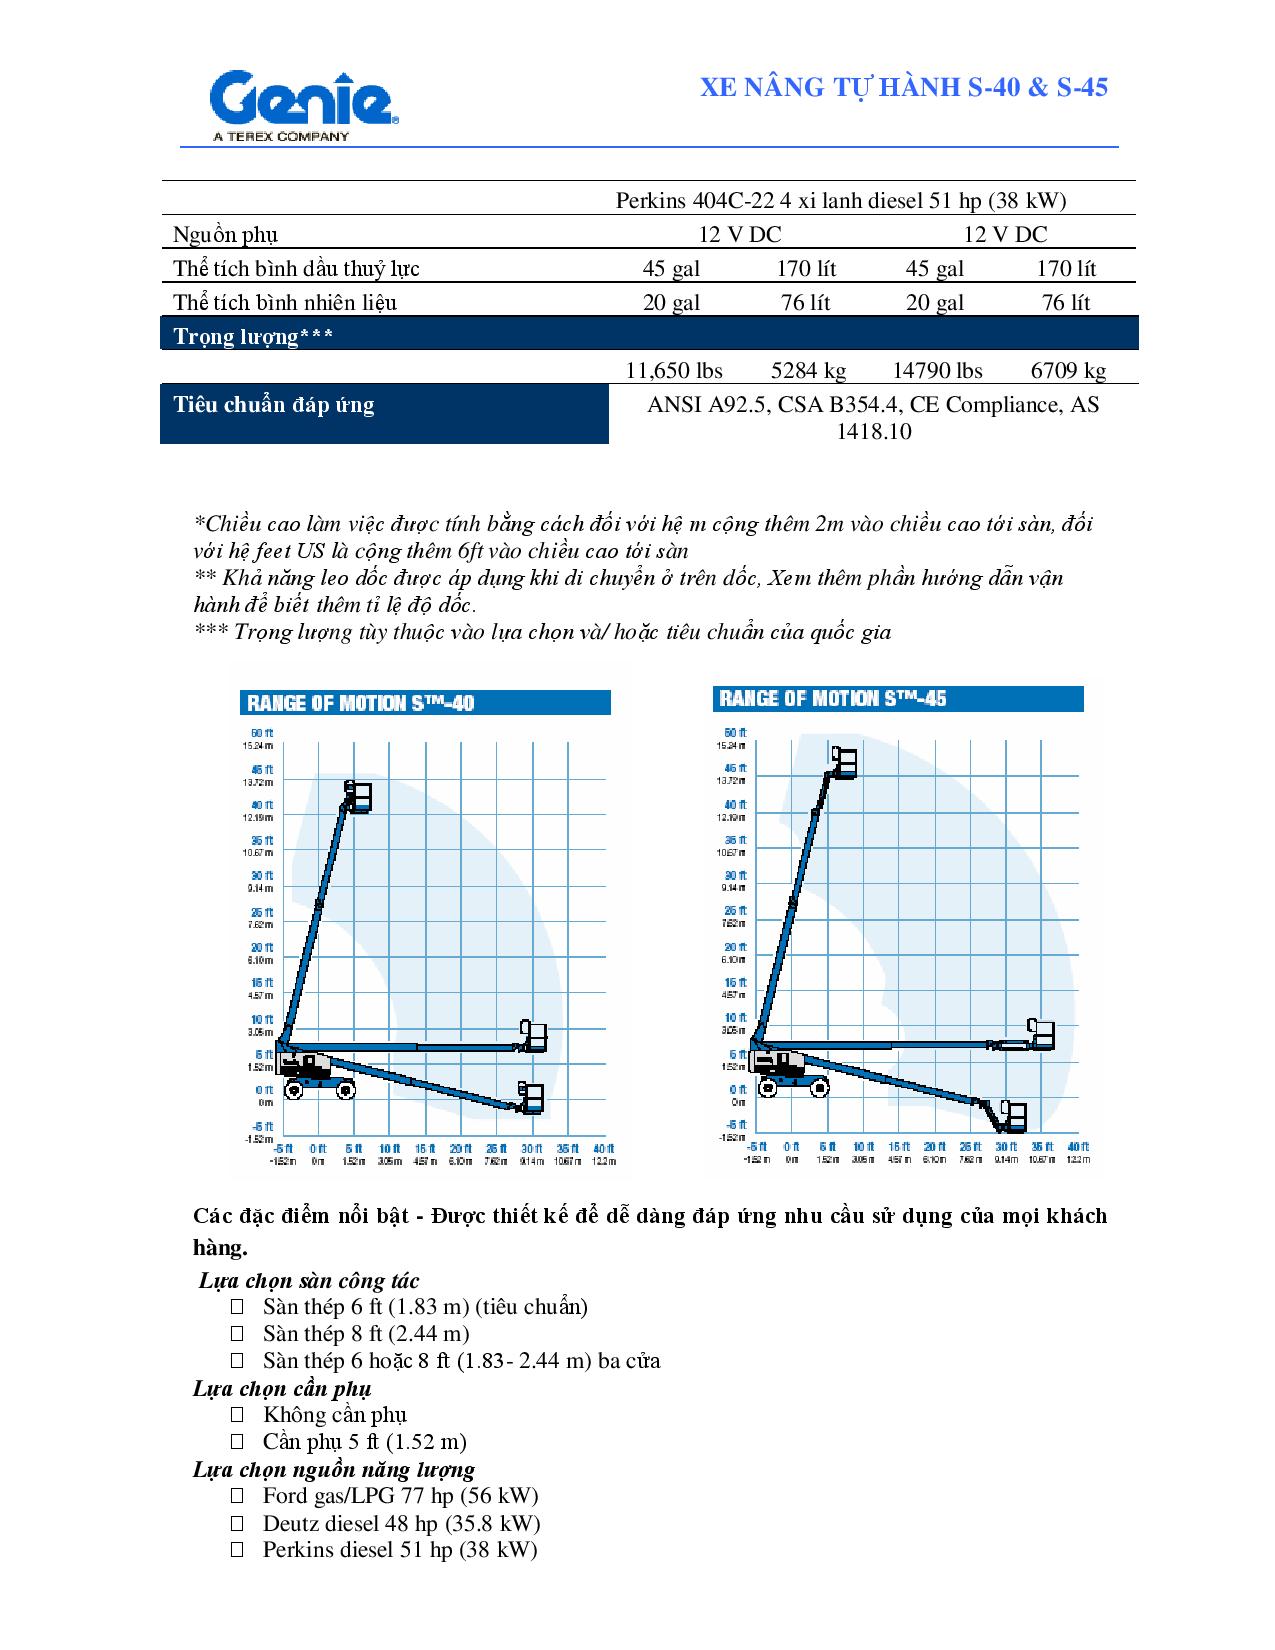 Genie®
A TEREX COMPANY
XE NÂNG TỰ HÀNH S-40 & S-45
Perkins 404C-22 4 xi lanh diesel 51 hp (38 kW)
Nguồn phụ 12 V DC 12 V DC
Thể tích bình dầu thuỷ lực 45 gal 170 lít 45 gal 170 lít
Thể tích bình nhiên liệu 20 gal 76 lít 20 gal 76 lít
Trọng lượng***
11,650 lbs 5284 kg 14790 lbs 6709 kg
Tiêu chuẩn đáp ứng ANSI A92.5, CSA B354.4, CE Compliance, AS
1418.10
*Chiều cao làm việc được tính bằng cách đối với hệ m cộng thêm 2m vào chiều cao tới sàn, đối
với hệ feet US là cộng thêm 6ft vào chiều cao tới sàn
** Khả năng leo dốc được áp dụng khi di chuyển ở trên dốc, Xem thêm phần hướng dẫn vận
hành để biết thêm tỉ lệ độ dốc.
*** Trọng lượng tùy thuộc vào lựa chọn và/ hoặc tiêu chuẩn của quốc gia
RANGE OF MOTION S™-40
50 ft
15.24 m
45 ft
13.72 m
40 ft
12.19 m
35 ft
10.67 m
30 ft
9.14 m
25 ft
7.62 m
20 ft
6.10 m
15 ft
4.57 m
10 ft
3.05 m
5 ft
1.52 m
0 ft
0 m
-5 ft
-1.52 m
-5 ft 0 ft 5 ft 10 ft 15 ft 20 ft 25 ft 30 ft 35 ft 40 ft
-1.52 m 0 m 1.52 m 3.05 m 4.57 m 6.10 m 7.62 m 9.14 m 10.67 m 12.2 m
RANGE OF MOTION S™-45
50 ft
15.24 m
45 ft
13.72 m
40 ft
12.19 m
35 ft
10.67 m
30 ft
9.14 m
25 ft
7.62 m
20 ft
6.10 m
15 ft
4.57 m
10 ft
3.05 m
5 ft
1.52 m
0 ft
0 m
-5 ft
-1.52 m
-5 ft 0 ft 5 ft 10 ft 15 ft 20 ft 25 ft 30 ft 35 ft 40 ft
-1.52 m 0 m 1.52 m 3.05 m 4.57 m 6.10 m 7.62 m 9.14 m 10.67 m 12.2 m
Các đặc điểm nổi bật - Được thiết kế để dễ dàng đáp ứng nhu cầu sử dụng của mọi khách
hàng.
Lựa chọn sàn công tác
□ Sàn thép 6 ft (1.83 m) (tiêu chuẩn)
□ Sàn thép 8 ft (2.44 m)
□ Sàn thép 6 hoặc 8 ft (1.83- 2.44 m) ba cửa
Lựa chọn cần phụ
□ Không cần phụ
□ Cần phụ 5 ft (1.52 m)
Lựa chọn nguồn năng lượng
□ Ford gas/LPG 77 hp (56 kW)
□ Deutz diesel 48 hp (35.8 kW)
□ Perkins diesel 51 hp (38 kW)